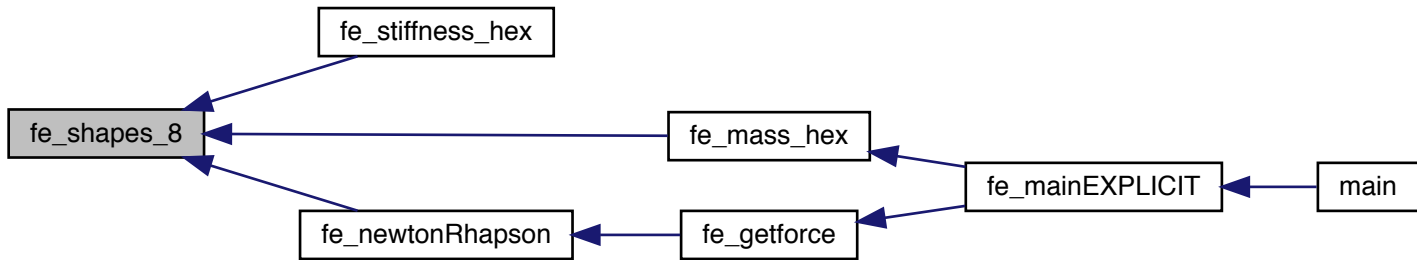 fe_stiffness_hex
fe_shapes_8
fe_mass_hex
fe_mainEXPLICIT
main
fe_newtonRhapson
fe_getforce